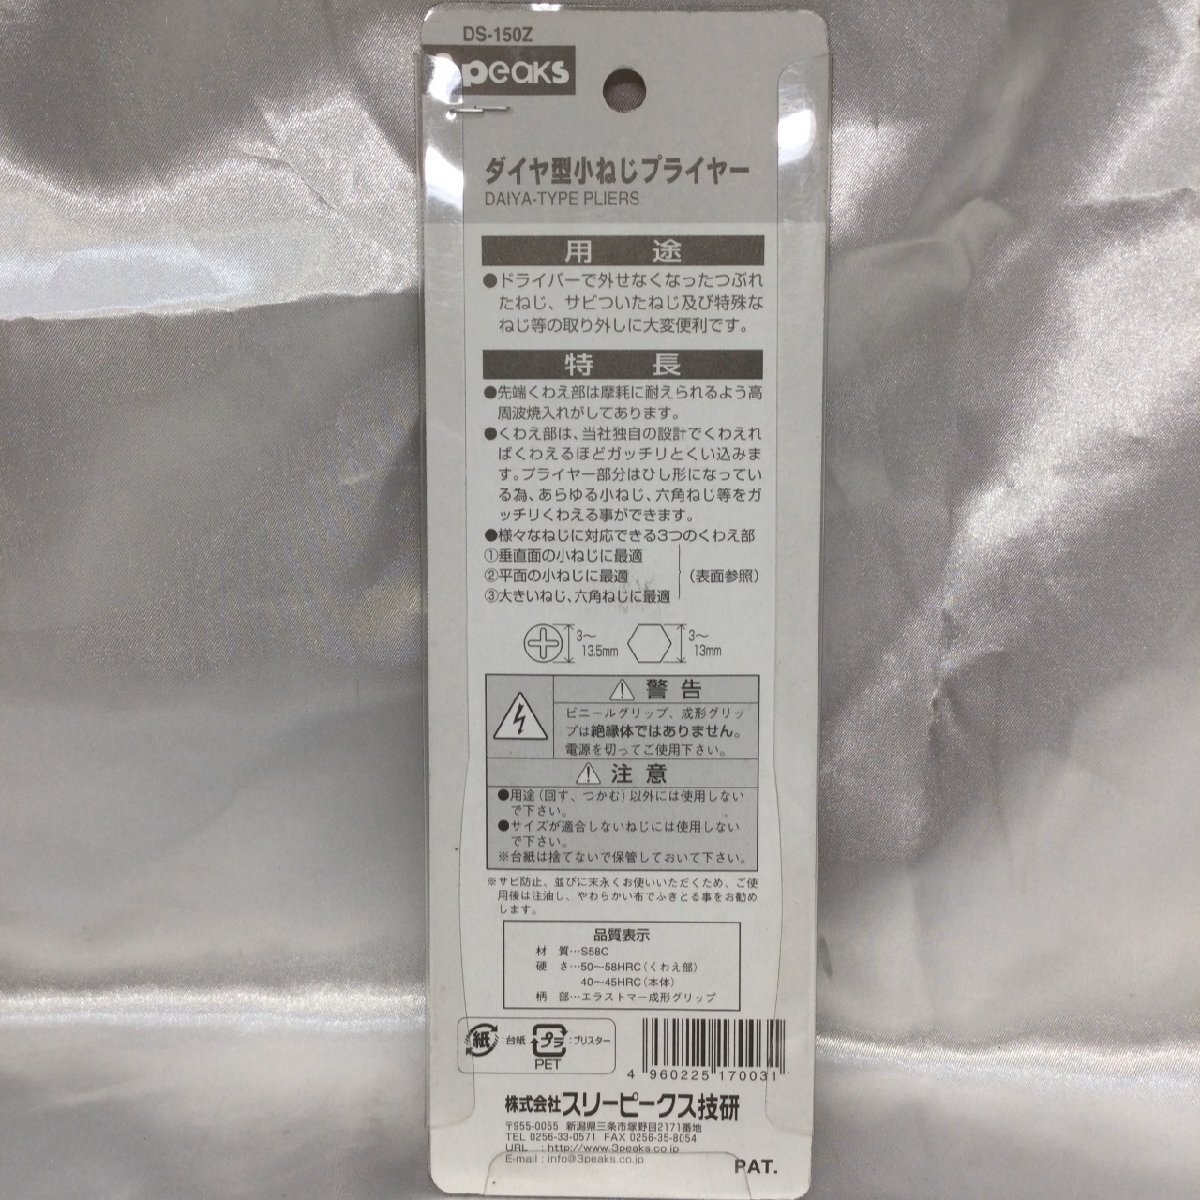 DS-150Z
peaks
ダイヤ型小ねじプライヤー
DAIYA-TYPE PLIERS
用 途
●ドライバーで外せなくなったつぶれ
たねじ、サビついたねじ及び特殊な
ねじ等の取り外しに大変便利です。
特 長
●先端くわえ部は摩耗に耐えられるよう高
周波焼入れがしてあります。
●くわえ部は、当社独自の設計でくわえれ
ばくわえるほどガッチリとくい込みま
す。プライヤー部分はひし形になってい
る為、あらゆる小ねじ、六角ねじ等をガ
ッチリくわえる事ができます。
●様々なねじに対応できる3つのくわえ部
①垂直面の小ねじに最適
②平面の小ねじに最適
(表面参照)
③大きいねじ、六角ねじに最適
3〜
13.5mm
3〜
13mm
警告
ビニールグリップ、成形グリッ
プは絶縁体ではありません。
電源を切ってご使用下さい。
注意
●用途(回す、つかむ)以外には使用しない
で下さい。
●サイズが適合しないねじには使用しない
で下さい。
※台紙は捨てないで保管しておいて下さい。
※サビ防止、並びに末永くお使いいただくため、ご使
用後は注油し、やわらかい布でふきとる事をお勧め
します。
品質表示
材 質…S58C
硬 さ…50〜58HRC(くわえ部)
40〜45HRC(本体)
柄 部…エラストマー成形グリップ
紙 台紙 プラ :ブリスター
PET
4 960225 170031
株式会社スリーピークス技研
〒955-0055 新潟県三条市塚野目2171番地
TEL 0256-33-0571 FAX 0256-35-8054
URL : http://www.3peaks.co.jp
E-mail : info@3peaks.co.jp
PAT.